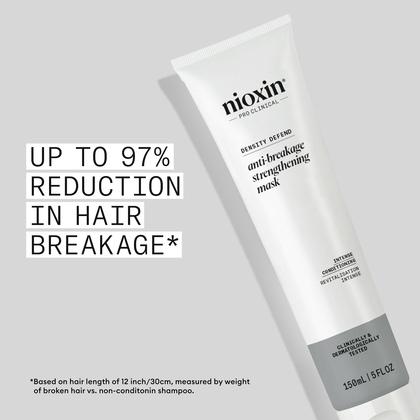 UP TO 97%
REDUCTION
IN HAIR
BREAKAGE*
nioxin®
PRO CLINICAL
DENSITY DEFEND
anti-breakage
strengthening
mask
INTENSE
CONDITIONING
REVITALISATION
INTENSE
CLINICALLY &
DERMATOLOGICALLY
TESTED
150mL | 5 FL OZ
*Based on hair length of 12 inch/30cm, measured by weight
of broken hair vs. non-conditonin shampoo.